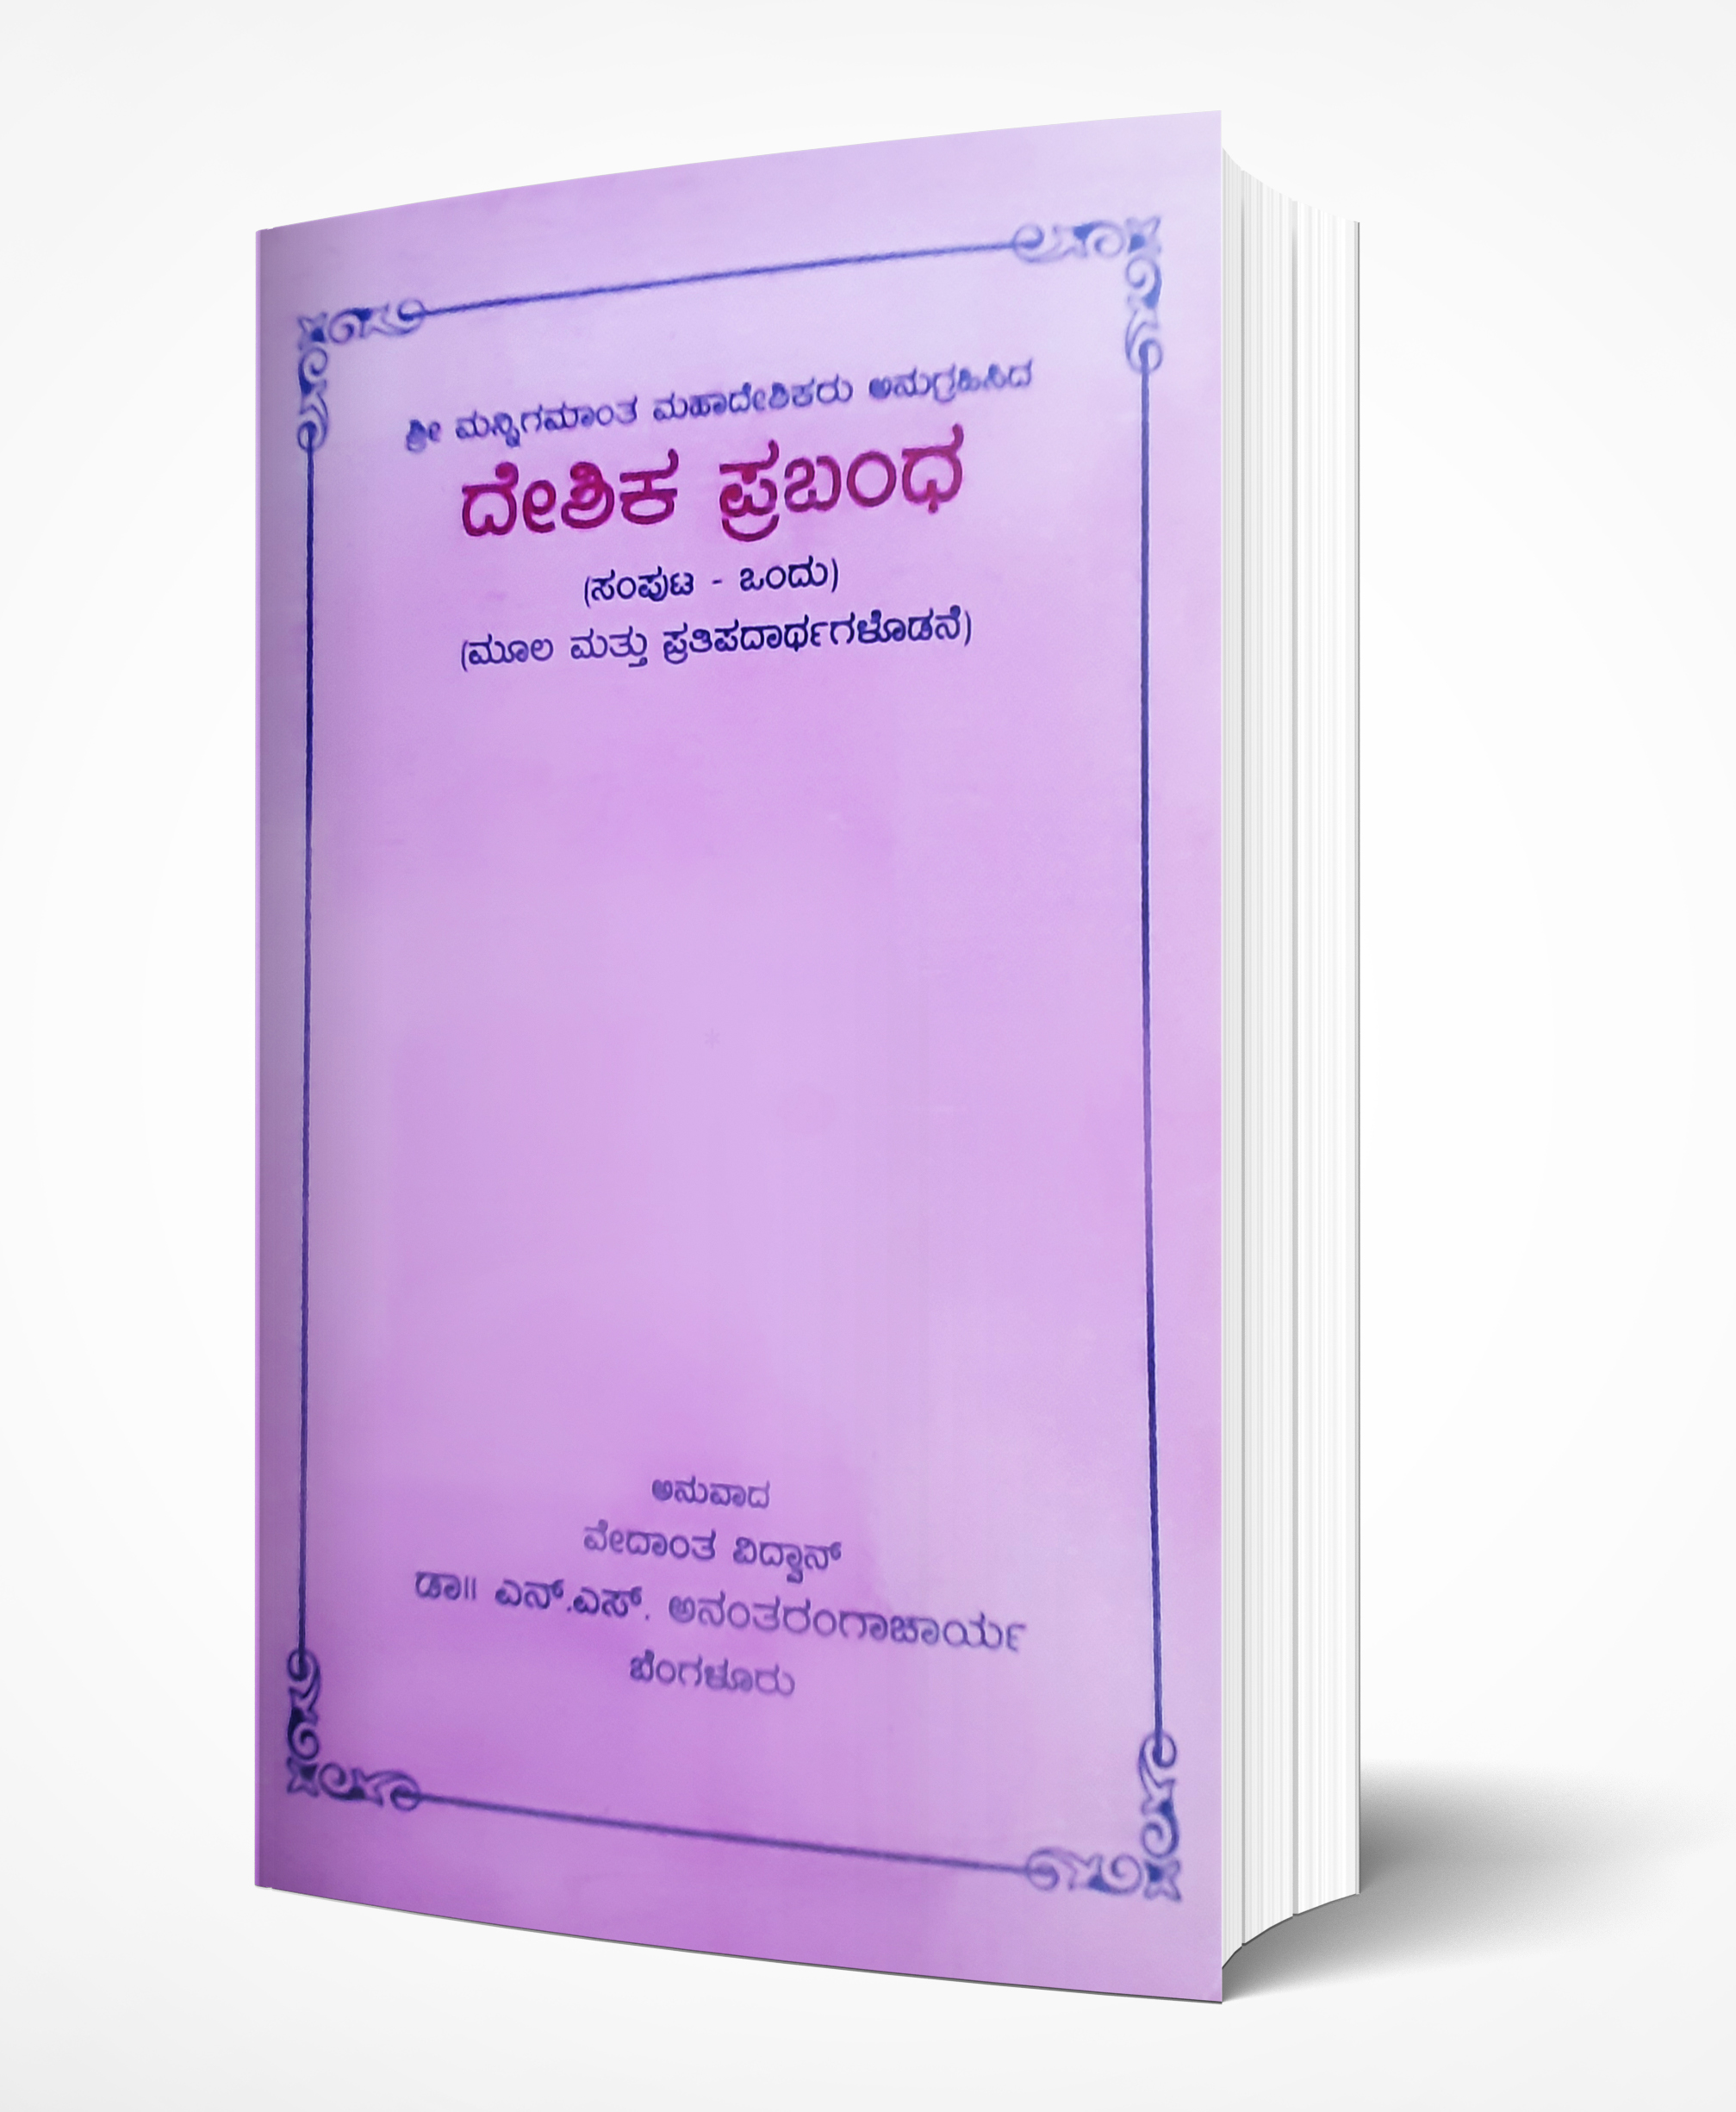 ಶ್ರೀ ಮನ್ನಿಗಮಾಂತ ಮಹಾದೇಶಿಕರು ಅನುಗ್ರಹಿಸಿದ
ದೇಶಿಕ ಪ್ರಬಂಧ
(ಸಂಪುಟ - ಒಂದು)
(ಮೂಲ ಮತ್ತು ಪ್ರತಿಪದಾರ್ಥಗಳೊಡನೆ)
ಅನುವಾದ
ವೇದಾಂತ ವಿದ್ವಾನ್
ಡಾ॥ ಎನ್.ಎಸ್. ಅನಂತರಂಗಾಚಾರ್ಯ
ಬೆಂಗಳೂರು